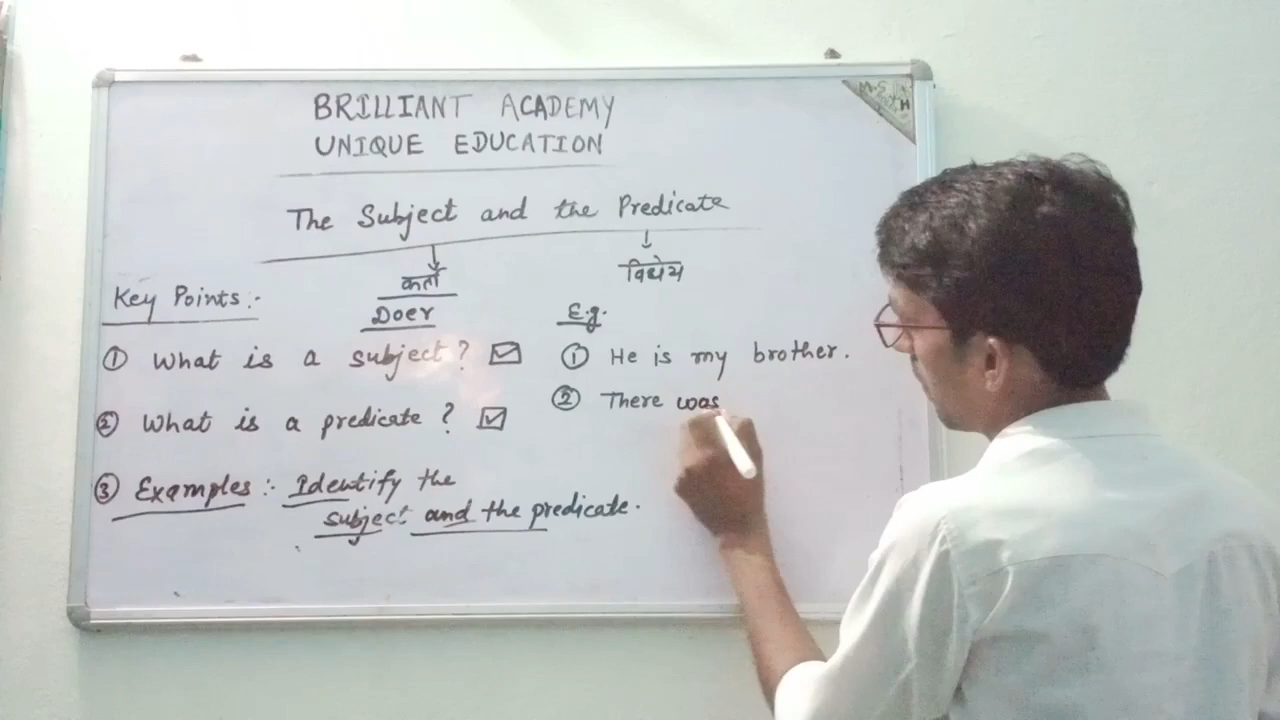 BRILLIANT ACADEMY
UNIQUE EDUCATION
The Subject and the Predicate
कर्ता
विधेय
Doer
Key Points :-
① What is a subject?
② What is a predicate?
③ Examples :- Identify the
subject and the predicate.
E.g.
① He is my brother.
② There was